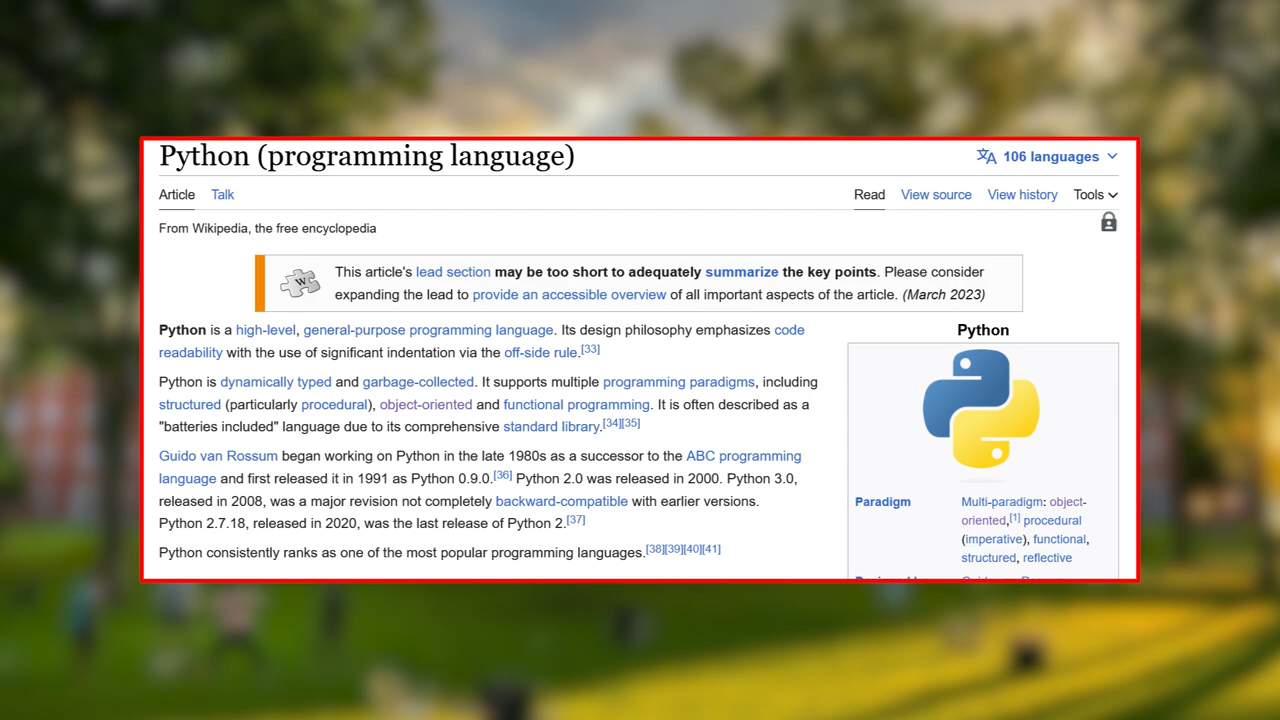 Python (programming language)
106 languages
Article Talk
Read View source View history Tools
From Wikipedia, the free encyclopedia
W
This article's lead section may be too short to adequately summarize the key points. Please consider
expanding the lead to provide an accessible overview of all important aspects of the article. (March 2023)
Python is a high-level, general-purpose programming language. Its design philosophy emphasizes code
readability with the use of significant indentation via the off-side rule.[33]
Python is dynamically typed and garbage-collected. It supports multiple programming paradigms, including
structured (particularly procedural), object-oriented and functional programming. It is often described as a
"batteries included" language due to its comprehensive standard library.[34][35]
Guido van Rossum began working on Python in the late 1980s as a successor to the ABC programming
language and first released it in 1991 as Python 0.9.0.[36] Python 2.0 was released in 2000. Python 3.0,
released in 2008, was a major revision not completely backward-compatible with earlier versions.
Python 2.7.18, released in 2020, was the last release of Python 2.[37]
Python consistently ranks as one of the most popular programming languages.[38][39][40][41]
Python
Paradigm
Multi-paradigm: object-
oriented,[1] procedural
(imperative), functional,
structured, reflective